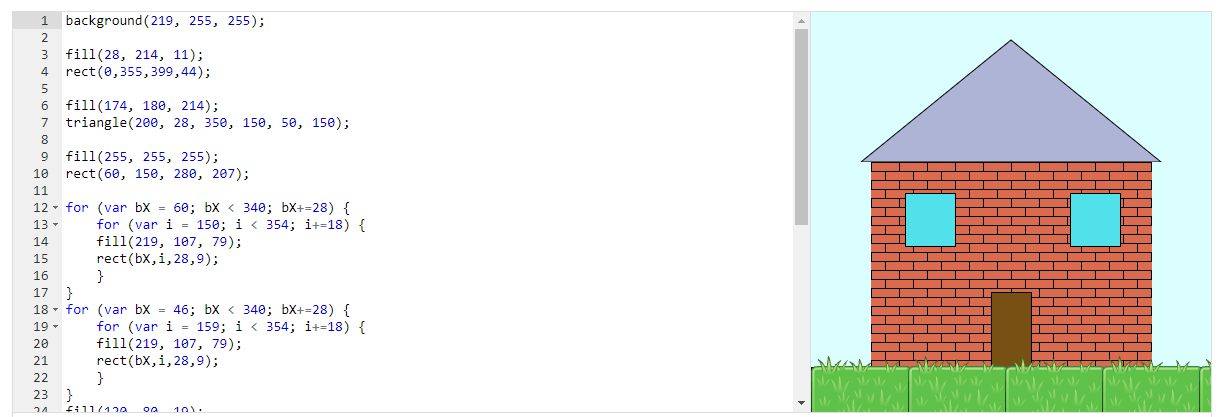 1 background(219, 255, 255);
2
3 fill(28, 214, 11);
4 rect(0,355,399,44);
5
6 fill(174, 180, 214);
7 triangle(200, 28, 350, 150, 50, 150);
8
9 fill(255, 255, 255);
10 rect(60, 150, 280, 207);
11
12 for (var bX = 60; bX < 340; bX+=28) {
13 for (var i = 150; i < 354; i+=18) {
14 fill(219, 107, 79);
15 rect(bX,i,28,9);
16 }
17 }
18 for (var bX = 46; bX < 340; bX+=28) {
19 for (var i = 159; i < 354; i+=18) {
20 fill(219, 107, 79);
21 rect(bX,i,28,9);
22 }
23 }
24 fill(120, 80, 19);